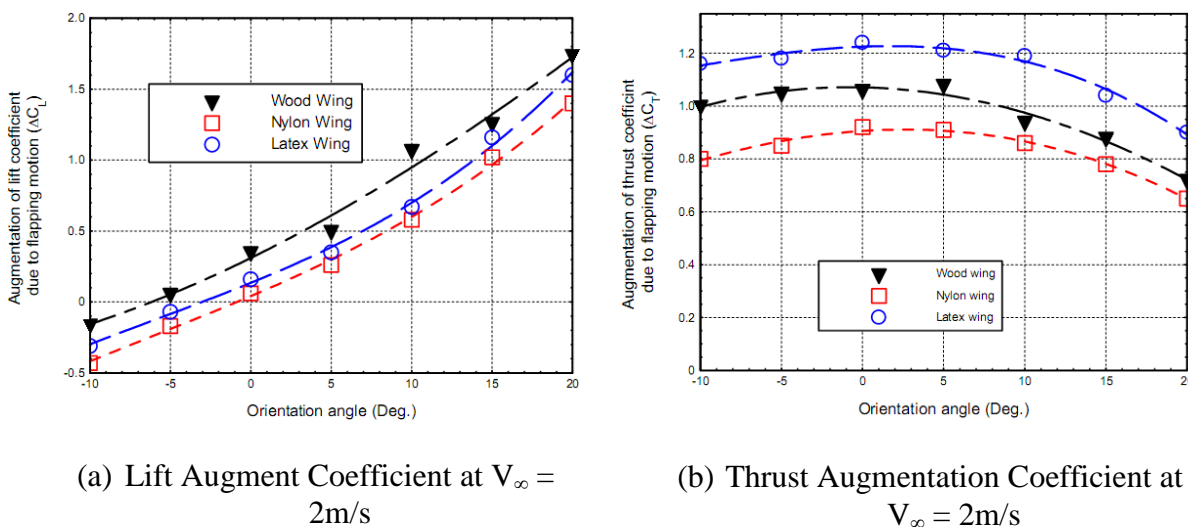 Augmentation of lift coefficient
due to flapping motion (ΔC_L)
2.0
1.5
1.0
0.5
0
-0.5
Wood Wing
Nylon Wing
Latex Wing
-10 -5 0 5 10 15 20
Orientation angle (Deg.)
(a) Lift Augment Coefficient at V∞ =
2m/s
Augmentation of thrust coefficint
due to flapping motion (ΔC_T)
1.2
1.0
0.8
0.6
0.4
0.2
0
Wood wing
Nylon wing
Latex wing
-10 -5 0 5 10 15 20
Orientation angle (Deg.)
(b) Thrust Augmentation Coefficient at
V∞ = 2m/s